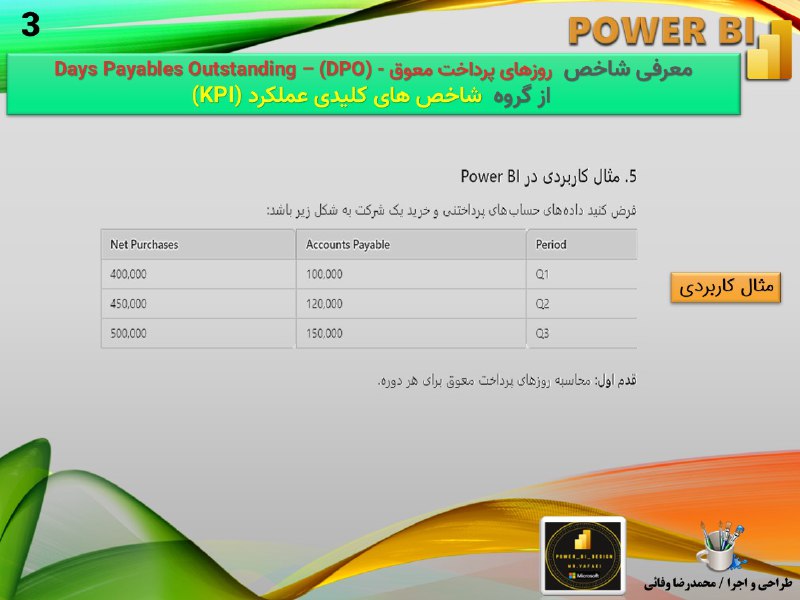 3
POWER BI
معرفی شاخص روزهای پرداخت معوق - Days Payables Outstanding – (DPO)
از گروه شاخص های کلیدی عملکرد (KPI)
5. مثال کاربردی در Power BI
فرض کنید داده‌های حساب‌های پرداختنی و خرید یک شرکت به شکل زیر باشد:
Net Purchases Accounts Payable Period
400,000 100,000 Q1
450,000 120,000 Q2
500,000 150,000 Q3
مثال کاربردی
قدم اول: محاسبه روزهای پرداخت معوق برای هر دوره.
POWER_BI_DESIGN
MR.VAFAEI
Microsoft
طراحی و اجرا / محمدرضا وفائی